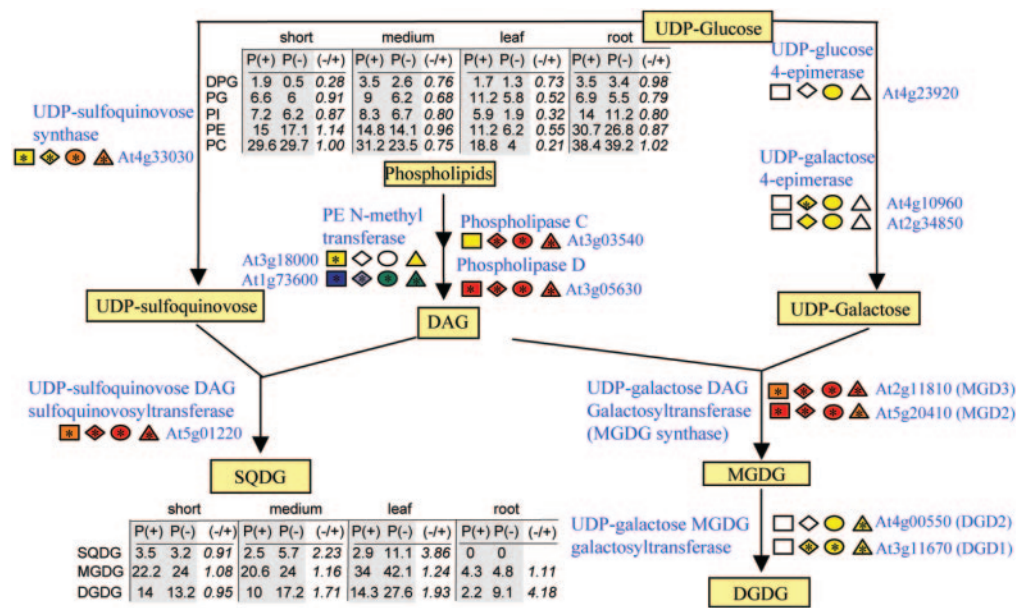 UDP-Glucose
short medium leaf root
P(+) P(-) (-/+) P(+) P(-) (-/+) P(+) P(-) (-/+) P(+) P(-) (-/+)
DPG 1.9 0.5 0.28 3.5 2.6 0.76 1.7 1.3 0.73 3.5 3.4 0.98
PG 6.6 6 0.91 9 6.2 0.68 11.2 5.8 0.52 6.9 5.5 0.79
PI 7.2 6.2 0.87 8.3 6.7 0.80 5.9 1.9 0.32 14 11.2 0.80
PE 15 17.1 1.14 14.8 14.1 0.96 11.2 6.2 0.55 30.7 26.8 0.87
PC 29.6 29.7 1.00 31.2 23.5 0.75 18.8 4 0.21 38.4 39.2 1.02
UDP-glucose
4-epimerase
At4g23920
UDP-sulfoquinovose
synthase
* * * * At4g33030
Phospholipids
UDP-galactose
4-epimerase
* At4g10960
At2g34850
PE N-methyl
transferase
At3g18000 *
At1g73600 * * * *
Phospholipase C
* * * At3g03540
Phospholipase D
* * * * At3g05630
UDP-sulfoquinovose
DAG
UDP-Galactose
UDP-sulfoquinovose DAG
sulfoquinovosyltransferase
* * * * At5g01220
UDP-galactose DAG
Galactosyltransferase
(MGDG synthase)
* * * * At2g11810 (MGD3)
* * * * At5g20410 (MGD2)
SQDG
MGDG
short medium leaf root
P(+) P(-) (-/+) P(+) P(-) (-/+) P(+) P(-) (-/+) P(+) P(-) (-/+)
SQDG 3.5 3.2 0.91 2.5 5.7 2.23 2.9 11.1 3.86 0 0
MGDG 22.2 24 1.08 20.6 24 1.16 34 42.1 1.24 4.3 4.8 1.11
DGDG 14 13.2 0.95 10 17.2 1.71 14.3 27.6 1.93 2.2 9.1 4.18
UDP-galactose MGDG
galactosyltransferase
* At4g00550 (DGD2)
* * * At3g11670 (DGD1)
DGDG